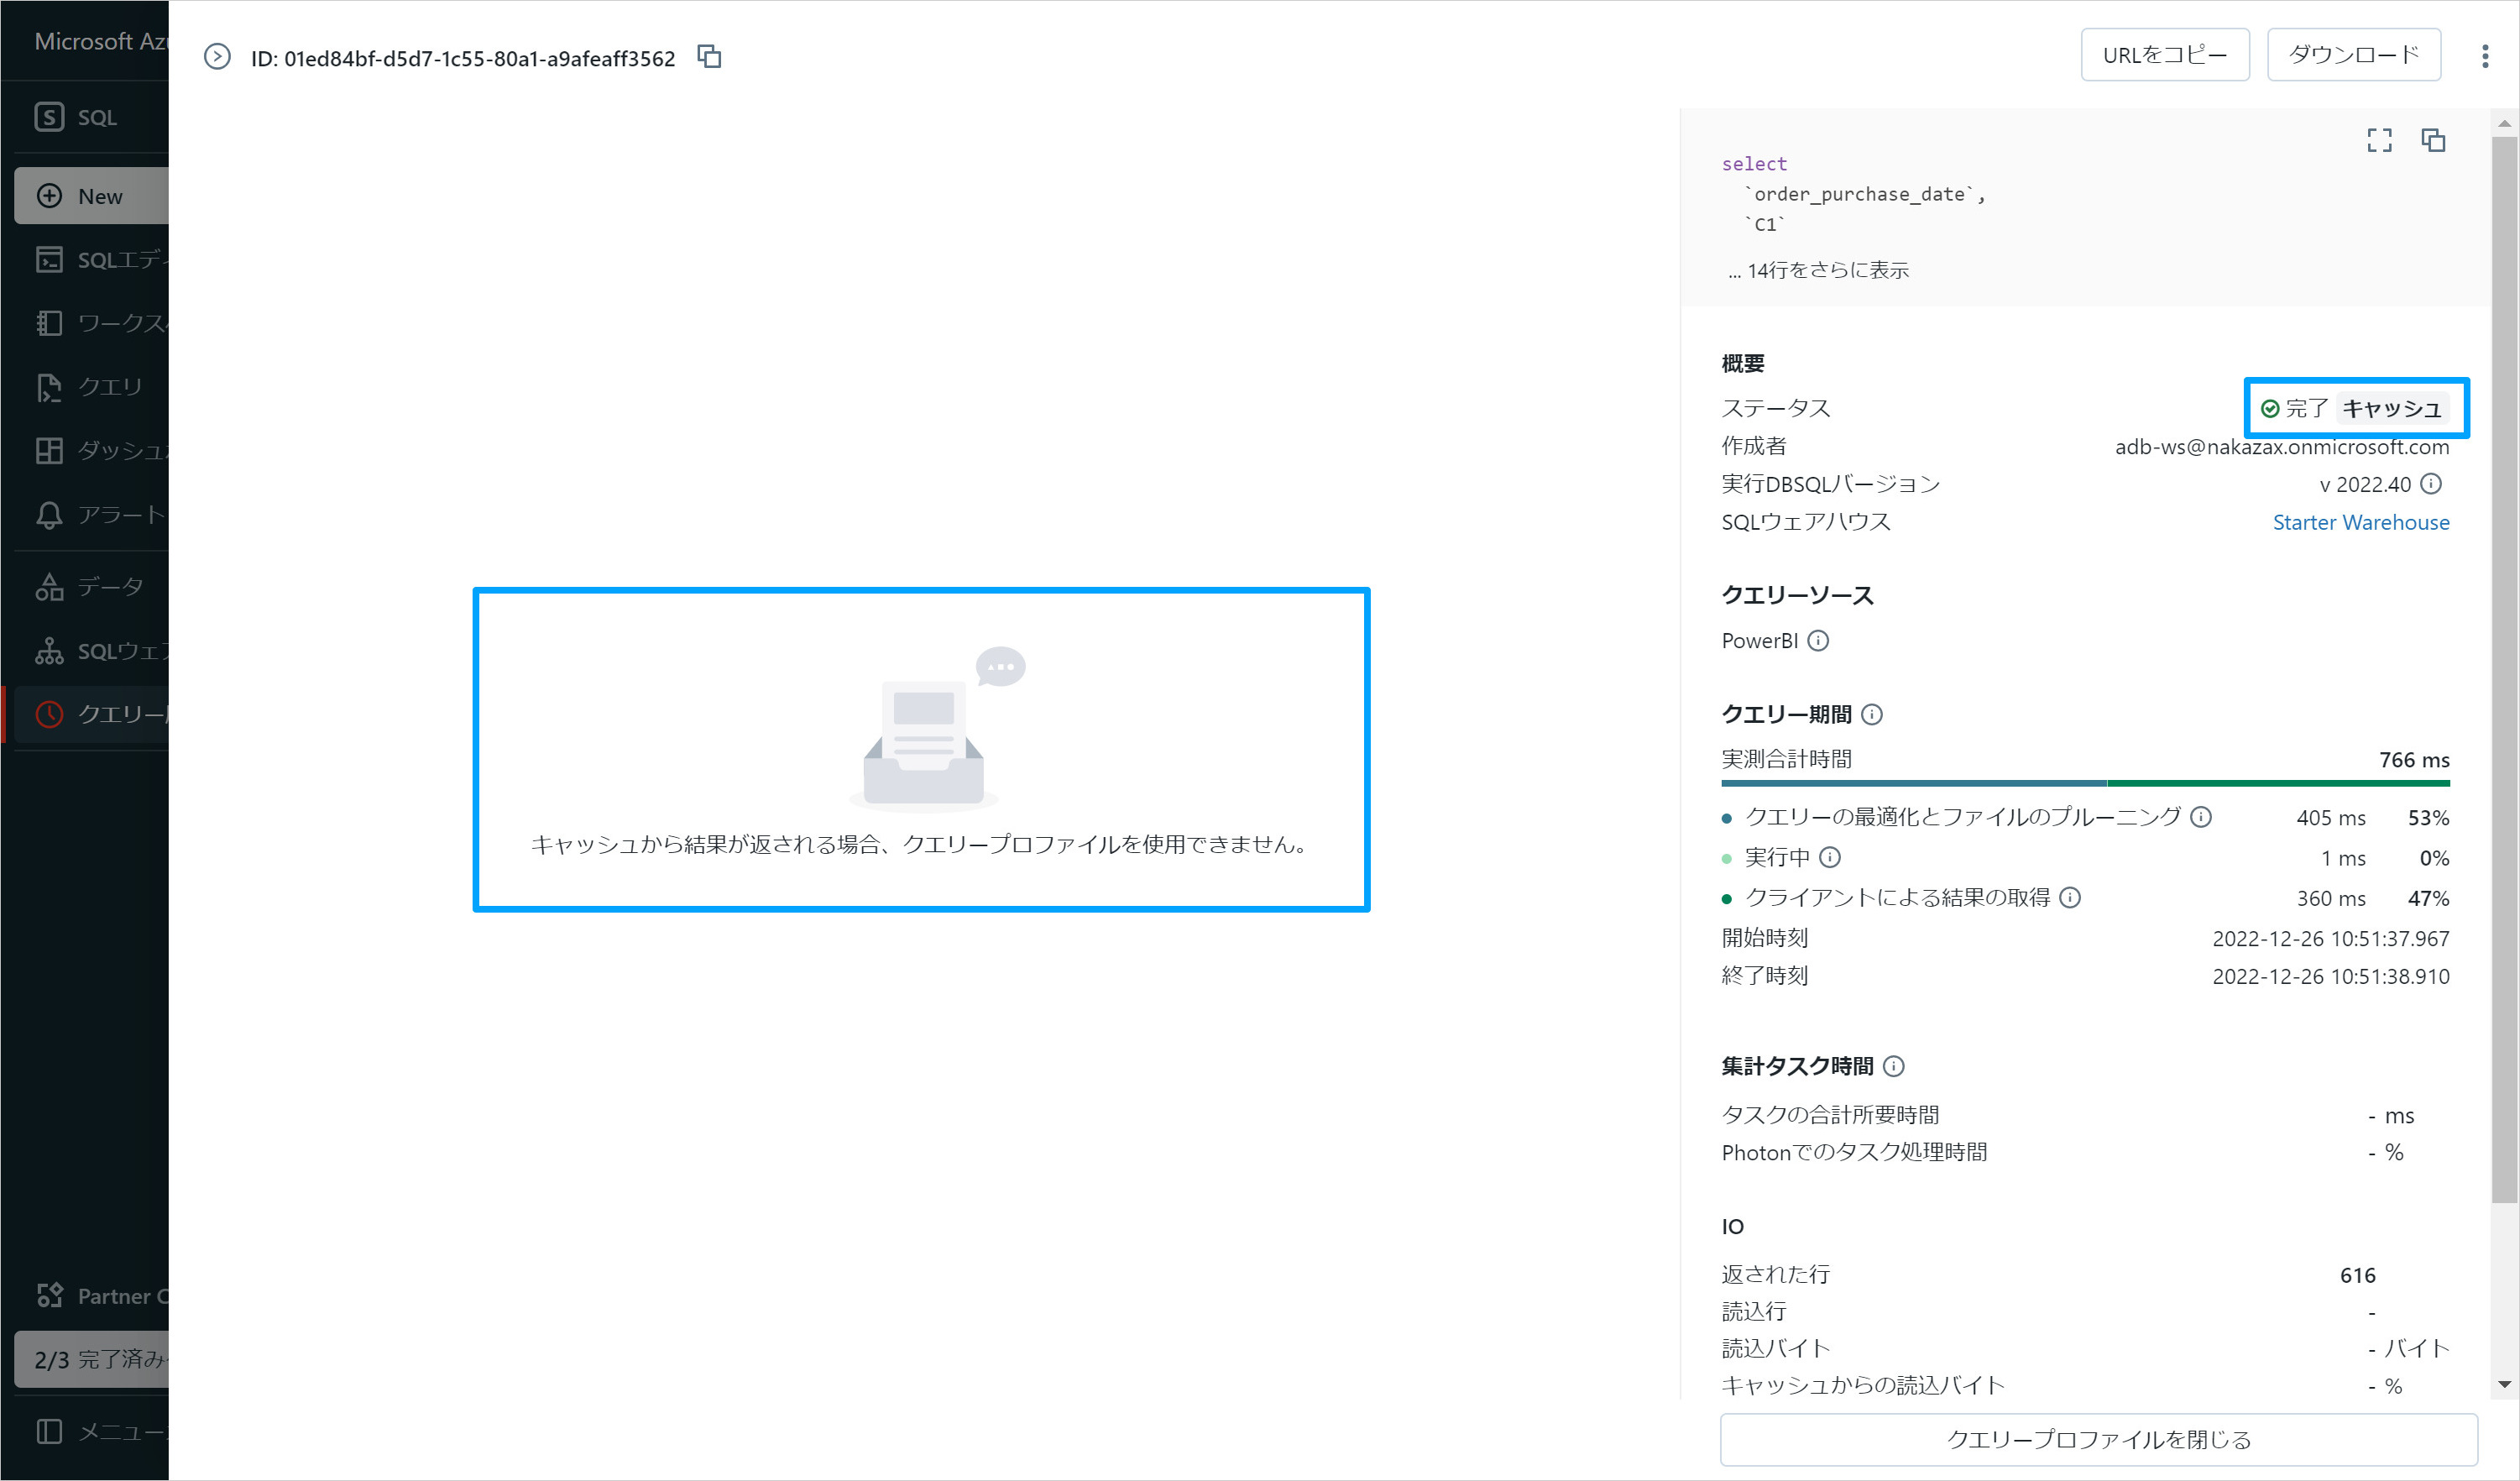 Microsoft Azu
SQL
New
SQLエディ
ワークス
クエリ
ダッシュ
アラート
データ
SQLウェア
クエリー
Partner C
2/3 完了済み
メニュー
ID: 01ed84bf-d5d7-1c55-80a1-a9afeaff3562
URLをコピー
ダウンロード
キャッシュから結果が返される場合、クエリープロファイルを使用できません。
select
`order_purchase_date`,
`C1`
... 14行をさらに表示
概要
ステータス 完了 キャッシュ
作成者 adb-ws@nakazax.onmicrosoft.com
実行DBSQLバージョン v 2022.40
SQLウェアハウス Starter Warehouse
クエリーソース
PowerBI
クエリー期間
実測合計時間 766 ms
クエリーの最適化とファイルのプルーニング 405 ms 53%
実行中 1 ms 0%
クライアントによる結果の取得 360 ms 47%
開始時刻 2022-12-26 10:51:37.967
終了時刻 2022-12-26 10:51:38.910
集計タスク時間
タスクの合計所要時間 - ms
Photonでのタスク処理時間 - %
IO
返された行 616
読込行 -
読込バイト - バイト
キャッシュからの読込バイト - %
クエリープロファイルを閉じる